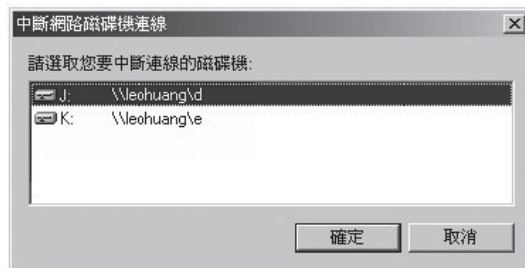 中斷網路磁碟機連線
請選取您要中斷連線的磁碟機:
J: \\leohuang\d
K: \\leohuang\e
確定 取消